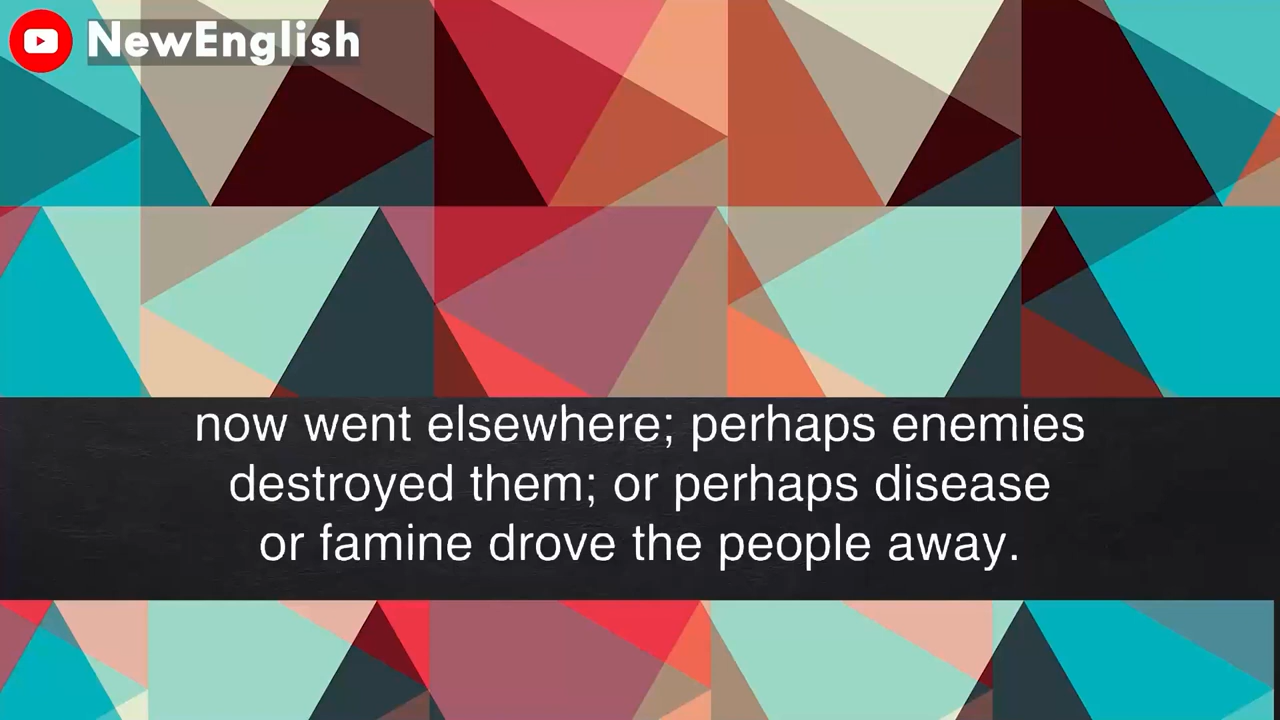 NewEnglish
now went elsewhere; perhaps enemies
destroyed them; or perhaps disease
or famine drove the people away.